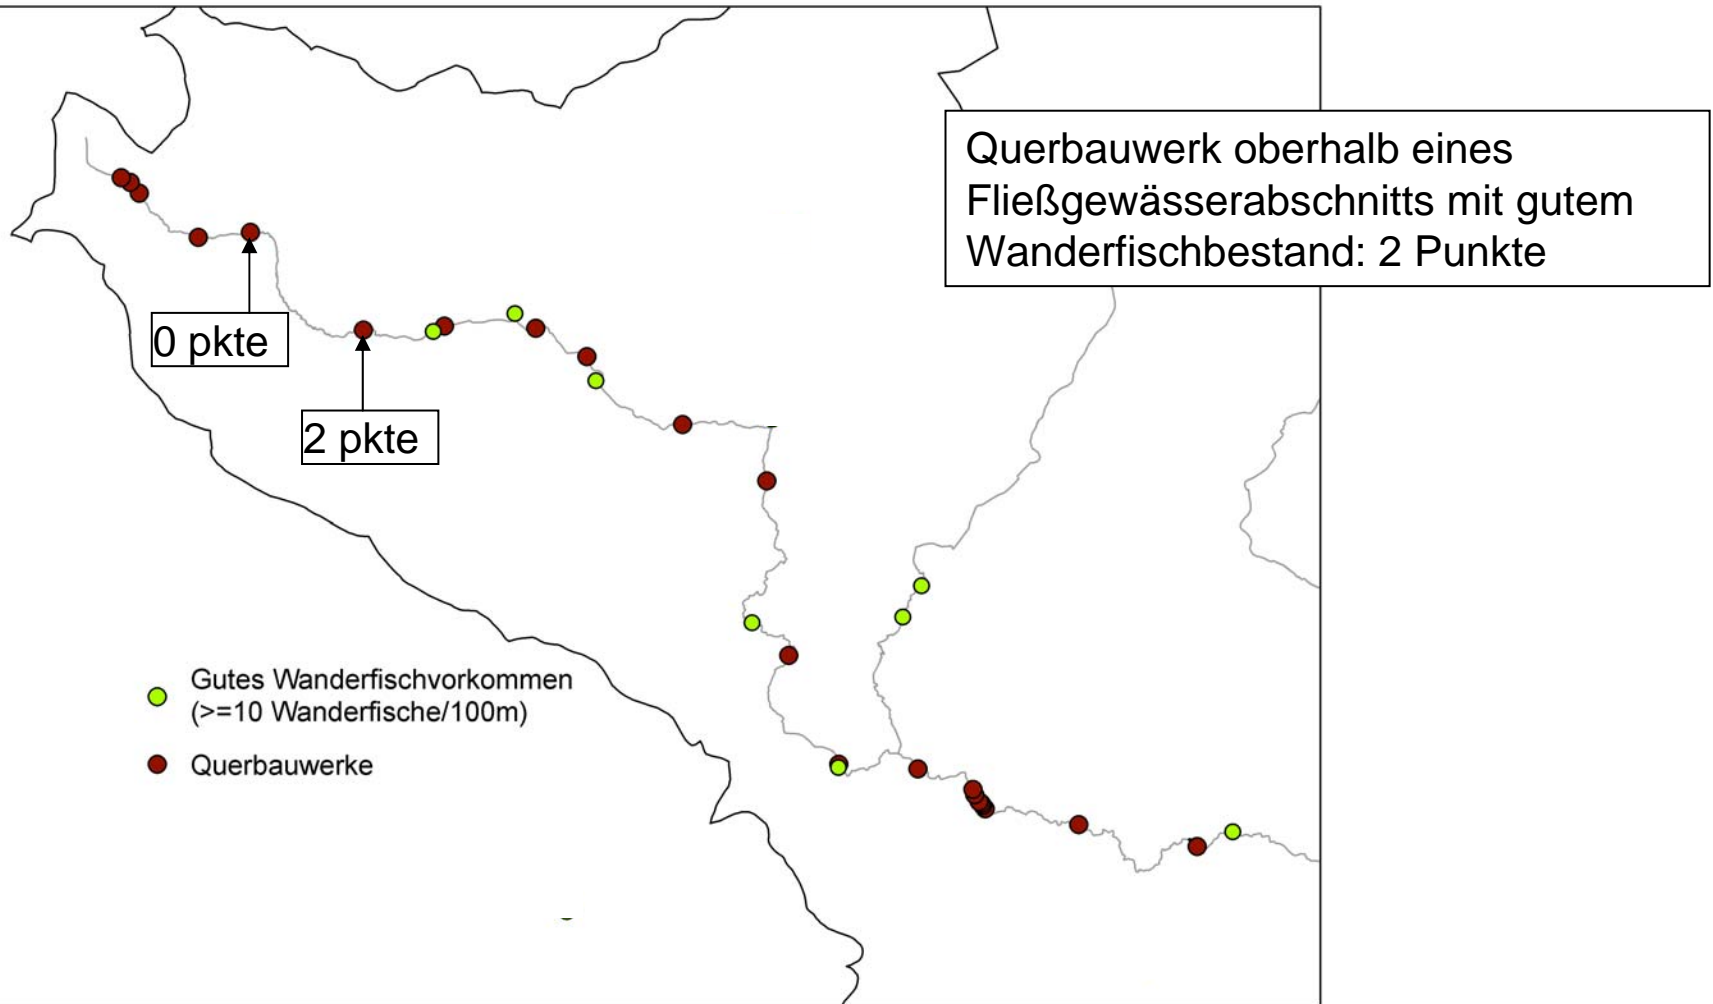 Querbauwerk oberhalb eines
Fließgewässerabschnitts mit gutem
Wanderfischbestand: 2 Punkte
0 pkte
2 pkte
Gutes Wanderfischvorkommen
(>=10 Wanderfische/100m)
Querbauwerke